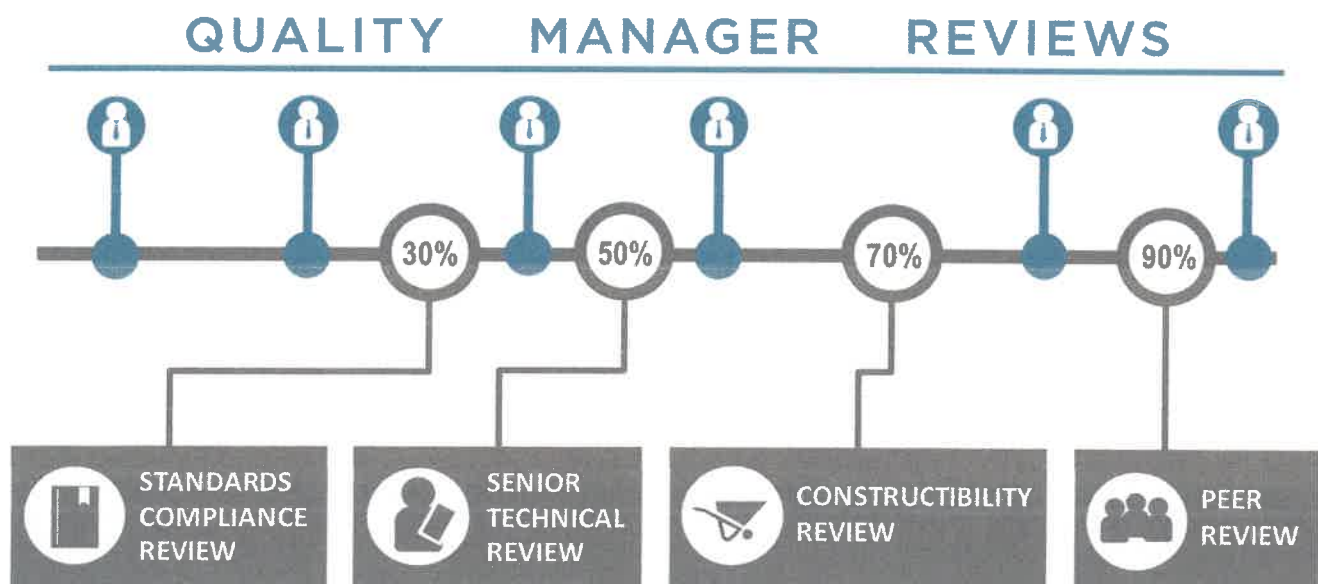 QUALITY MANAGER REVIEWS
30%
50%
70%
90%
STANDARDS
COMPLIANCE
REVIEW
SENIOR
TECHNICAL
REVIEW
CONSTRUCTIBILITY
REVIEW
PEER
REVIEW